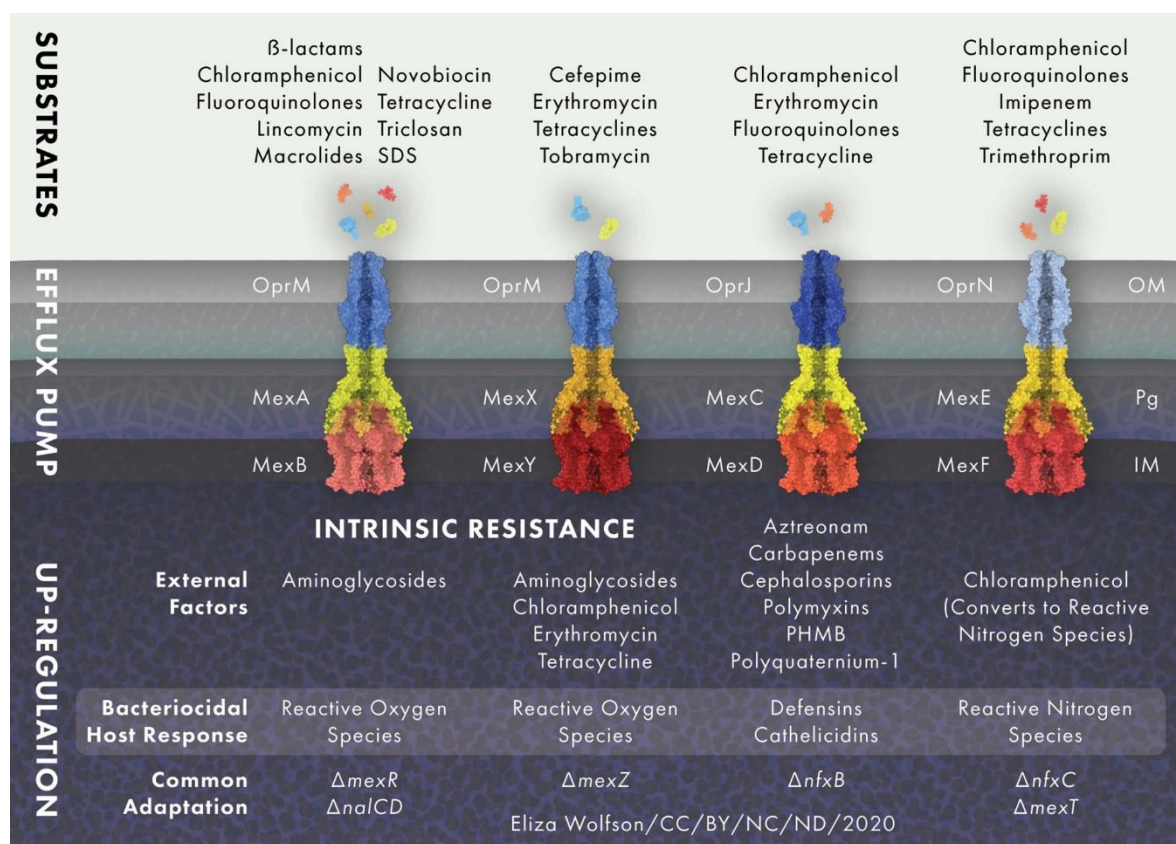 SUBSTRATES
ß-lactams
Chloramphenicol
Fluoroquinolones
Lincomycin
Macrolides
Novobiocin
Tetracycline
Triclosan
SDS
Cefepime
Erythromycin
Tetracyclines
Tobramycin
Chloramphenicol
Erythromycin
Fluoroquinolones
Tetracycline
Chloramphenicol
Fluoroquinolones
Imipenem
Tetracyclines
Trimethroprim
EFFLUX PUMP
OprM
OprM
OprJ
OprN
OM
MexA
MexX
MexC
MexE
Pg
MexB
MexY
MexD
MexF
IM
UP-REGULATION
INTRINSIC RESISTANCE
External
Factors
Aminoglycosides
Aminoglycosides
Chloramphenicol
Erythromycin
Tetracycline
Aztreonam
Carbapenems
Cephalosporins
Polymyxins
PHMB
Polyquaternium-1
Chloramphenicol
(Converts to Reactive
Nitrogen Species)
Bacteriocidal
Host Response
Reactive Oxygen
Species
Reactive Oxygen
Species
Defensins
Cathelicidins
Reactive Nitrogen
Species
Common
Adaptation
ΔmexR
ΔnalCD
ΔmexZ
ΔnfxB
ΔnfxC
ΔmexT
Eliza Wolfson/CC/BY/NC/ND/2020